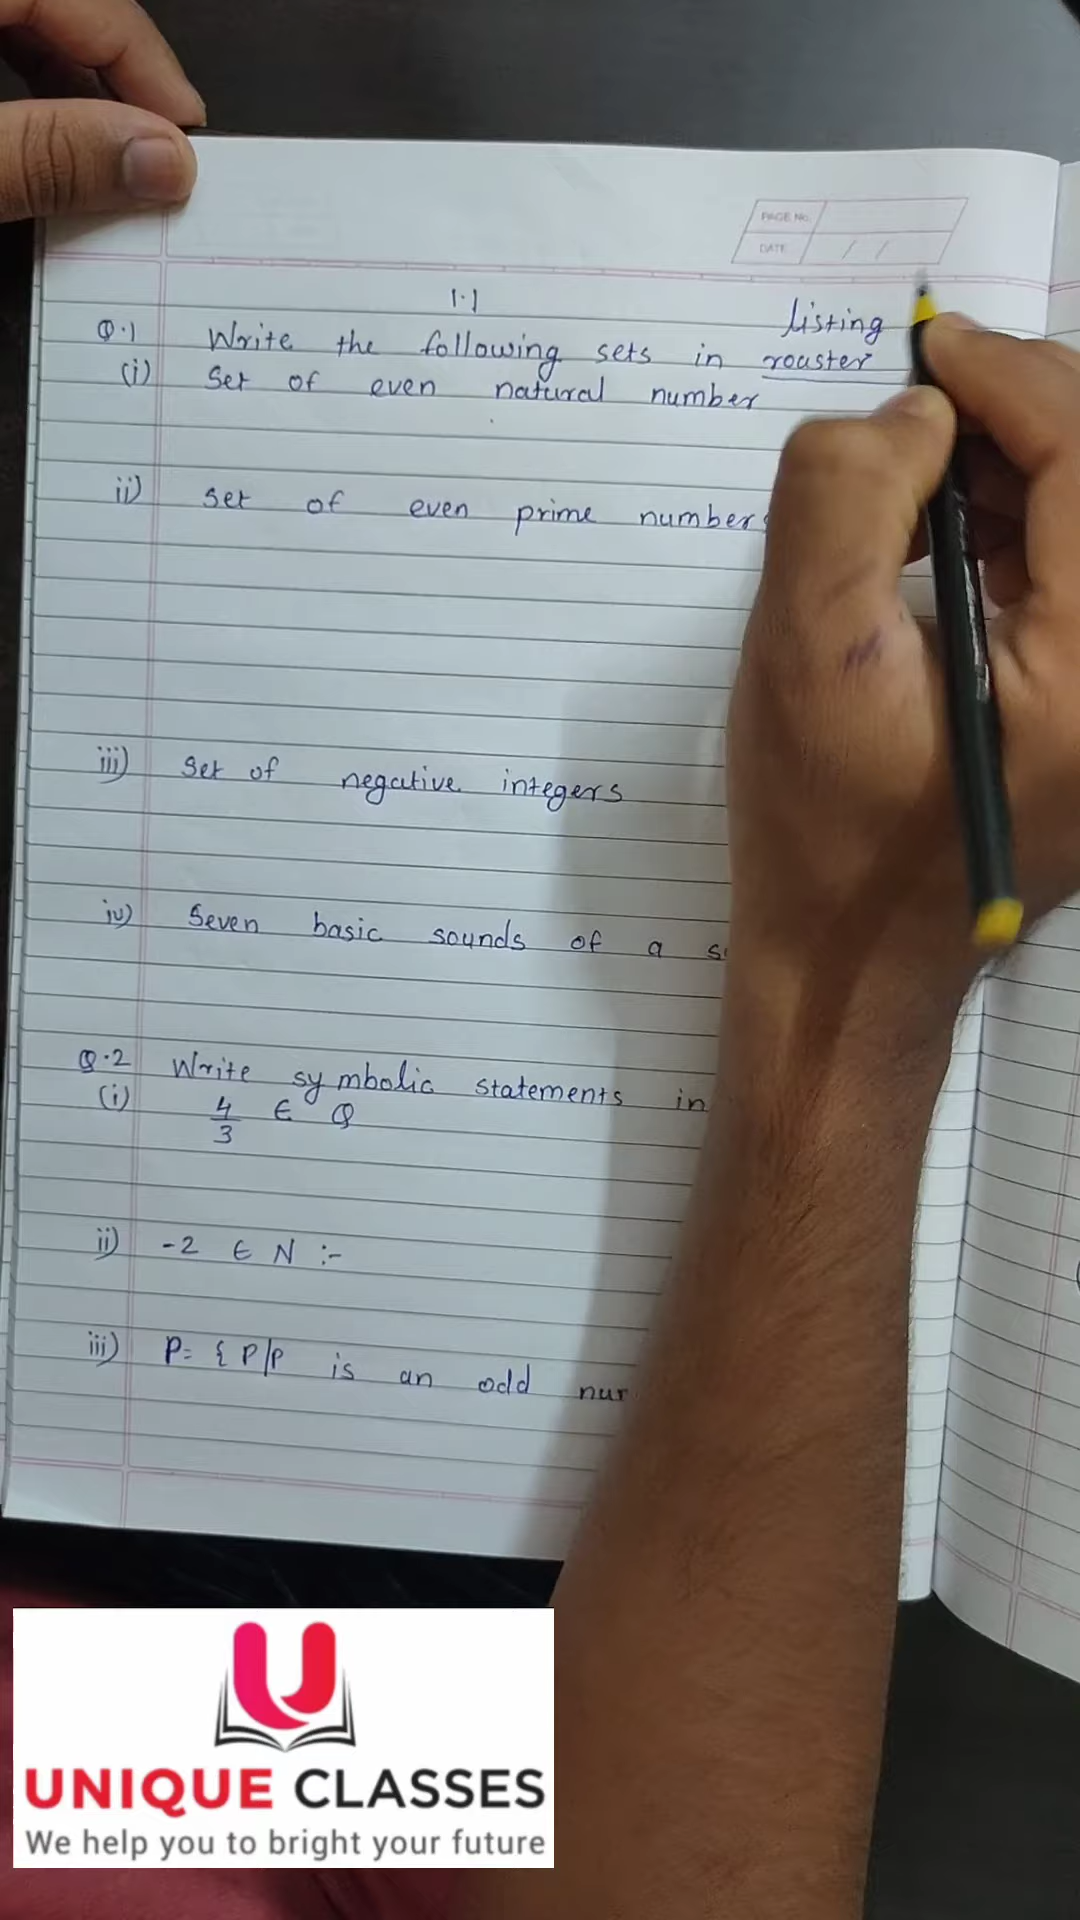 PAGE No.
DATE / /
1.1
listing
Q.1 Write the following sets in rouster
(i) Set of even natural number
ii) Set of even prime number
iii) Set of negative integers
iv) Seven basic sounds of a
Q.2 Write symbolic statements in
(i) 4/3 ∈ Q
ii) -2 ∈ N :-
iii) P= { P/P is an odd
UNIQUE CLASSES
We help you to bright your future